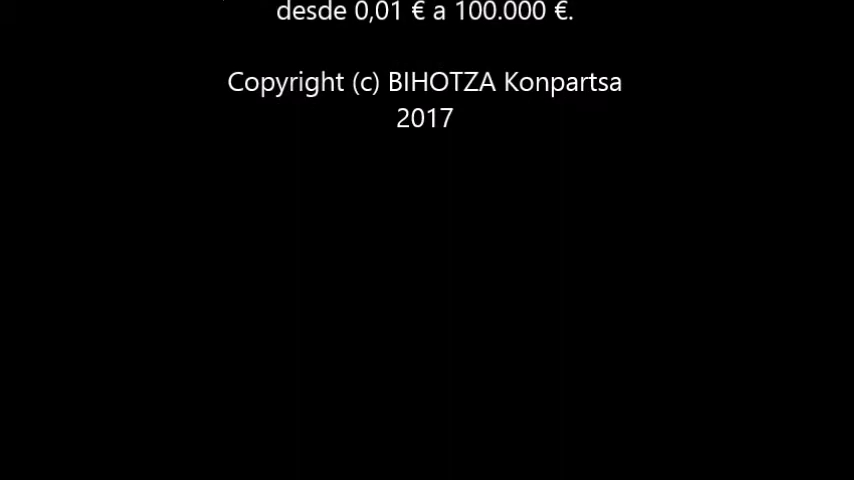 desde 0,01 € a 100.000 €.
Copyright (c) BIHOTZA Konpartsa
2017